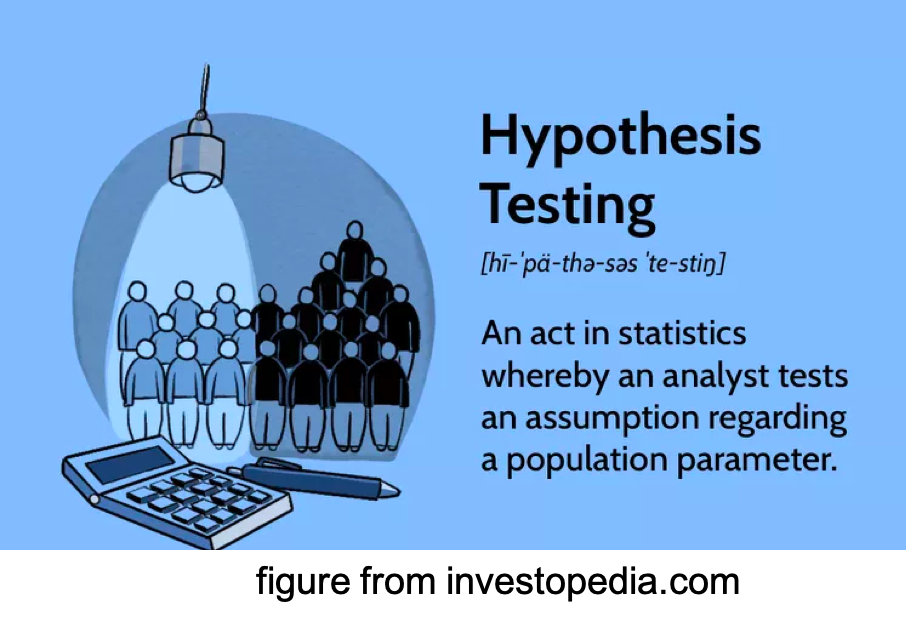 Hypothesis
Testing
[hī-ˈpä-thə-səs ˈte-stiŋ]
An act in statistics
whereby an analyst tests
an assumption regarding
a population parameter.
figure from investopedia.com